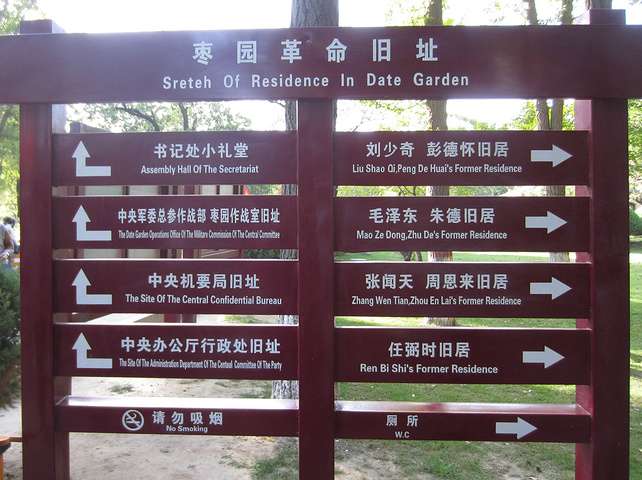 枣园革命旧址
Sreteh Of Residence In Date Garden
书记处小礼堂
Assembly Hall Of The Secretariat
中央军委总参作战部 枣园作战室旧址
The Date Garden Operations Office Of The Military Commission Of The Central Committee
中央机要局旧址
The Site Of The Central Confidential Bureau
中央办公厅行政处旧址
The Site Of The Administration Department Of The Centeal Committee Of The Party
请勿吸烟
No Smoking
刘少奇 彭德怀旧居
Liu Shao Qi,Peng De Huai's Former Residence
毛泽东 朱德旧居
Mao Ze Dong,Zhu De's Former Residence
张闻天 周恩来旧居
Zhang Wen Tian,Zhou En Lai's Former Residence
任弼时旧居
Ren Bi Shi's Former Residence
厕所
W.C